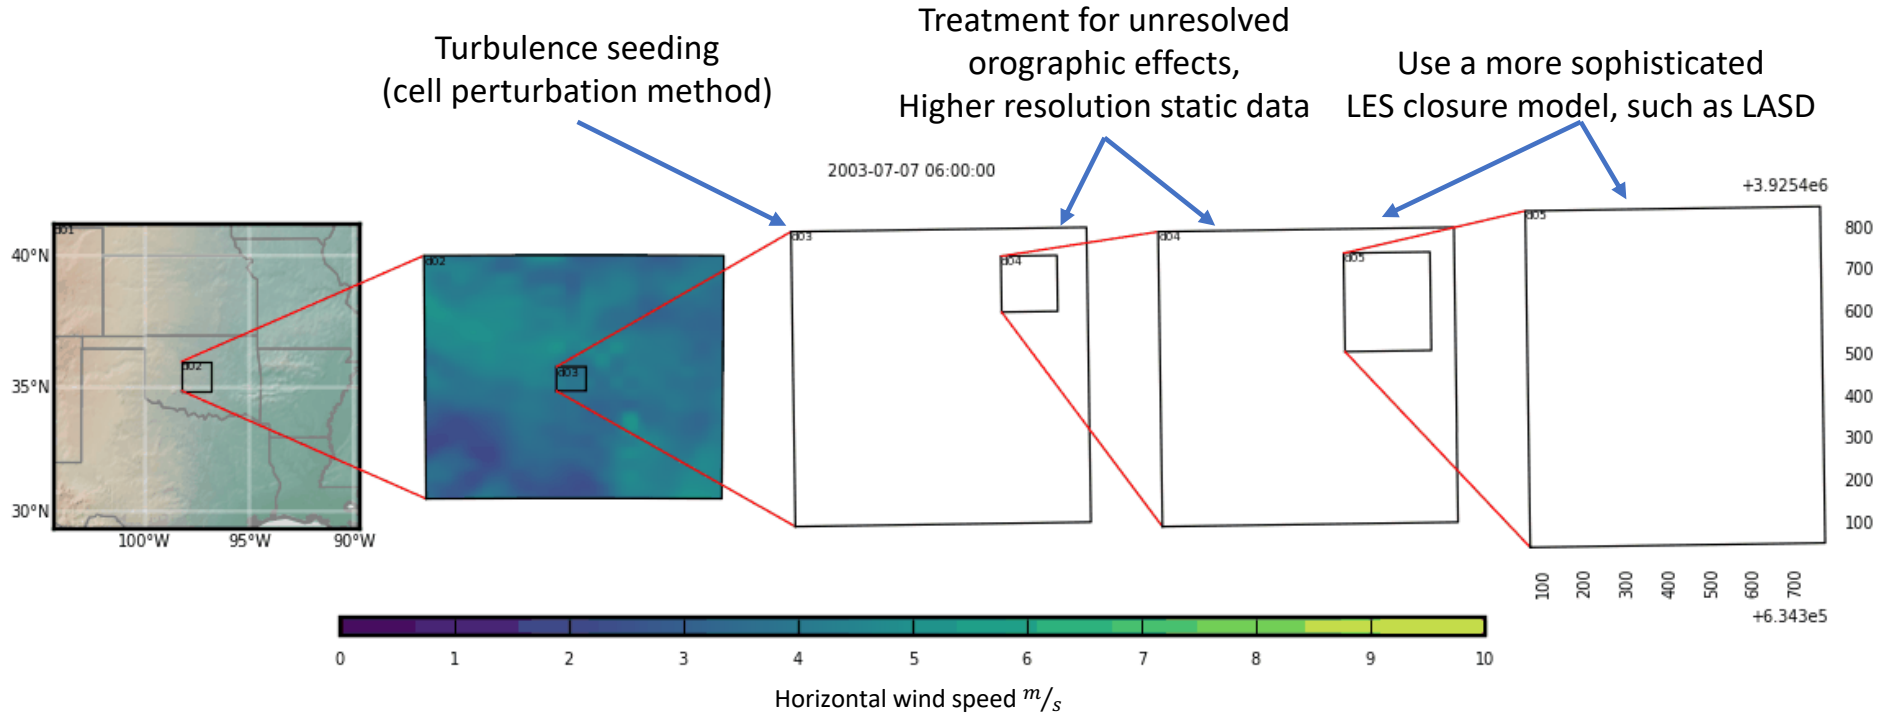 Turbulence seeding
(cell perturbation method)
Treatment for unresolved
orographic effects,
Higher resolution static data
Use a more sophisticated
LES closure model, such as LASD
2003-07-07 06:00:00
+3.9254e6
d01
d02
d02
d03
d03
d04
d04
d05
d05
40°N
35°N
30°N
100°W
95°W
90°W
800
700
600
500
400
300
200
100
100
200
300
400
500
600
700
+6.343e5
0
1
2
3
4
5
6
7
8
9
10
Horizontal wind speed m/s